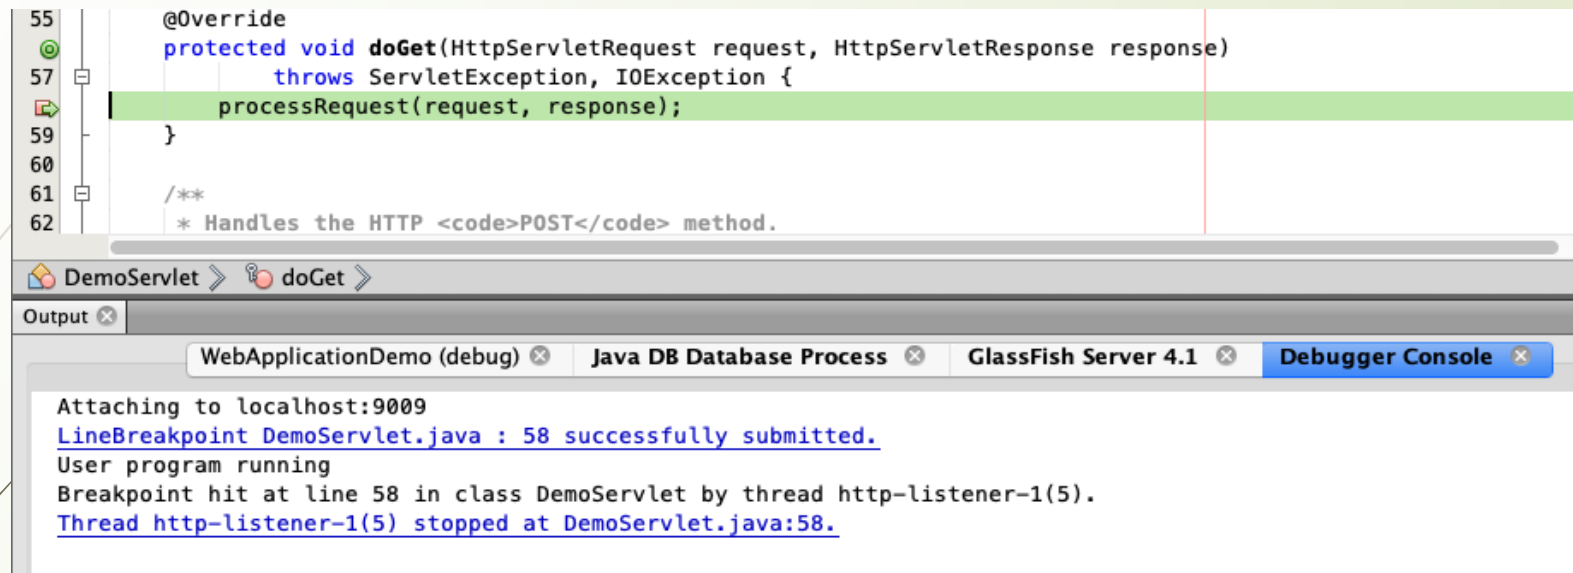 55 @Override
protected void doGet(HttpServletRequest request, HttpServletResponse response)
57 throws ServletException, IOException {
processRequest(request, response);
59 }
60
61 /**
62 * Handles the HTTP <code>POST</code> method.
DemoServlet doGet
Output
WebApplicationDemo (debug) Java DB Database Process GlassFish Server 4.1 Debugger Console
Attaching to localhost:9009
LineBreakpoint DemoServlet.java : 58 successfully submitted.
User program running
Breakpoint hit at line 58 in class DemoServlet by thread http-listener-1(5).
Thread http-listener-1(5) stopped at DemoServlet.java:58.